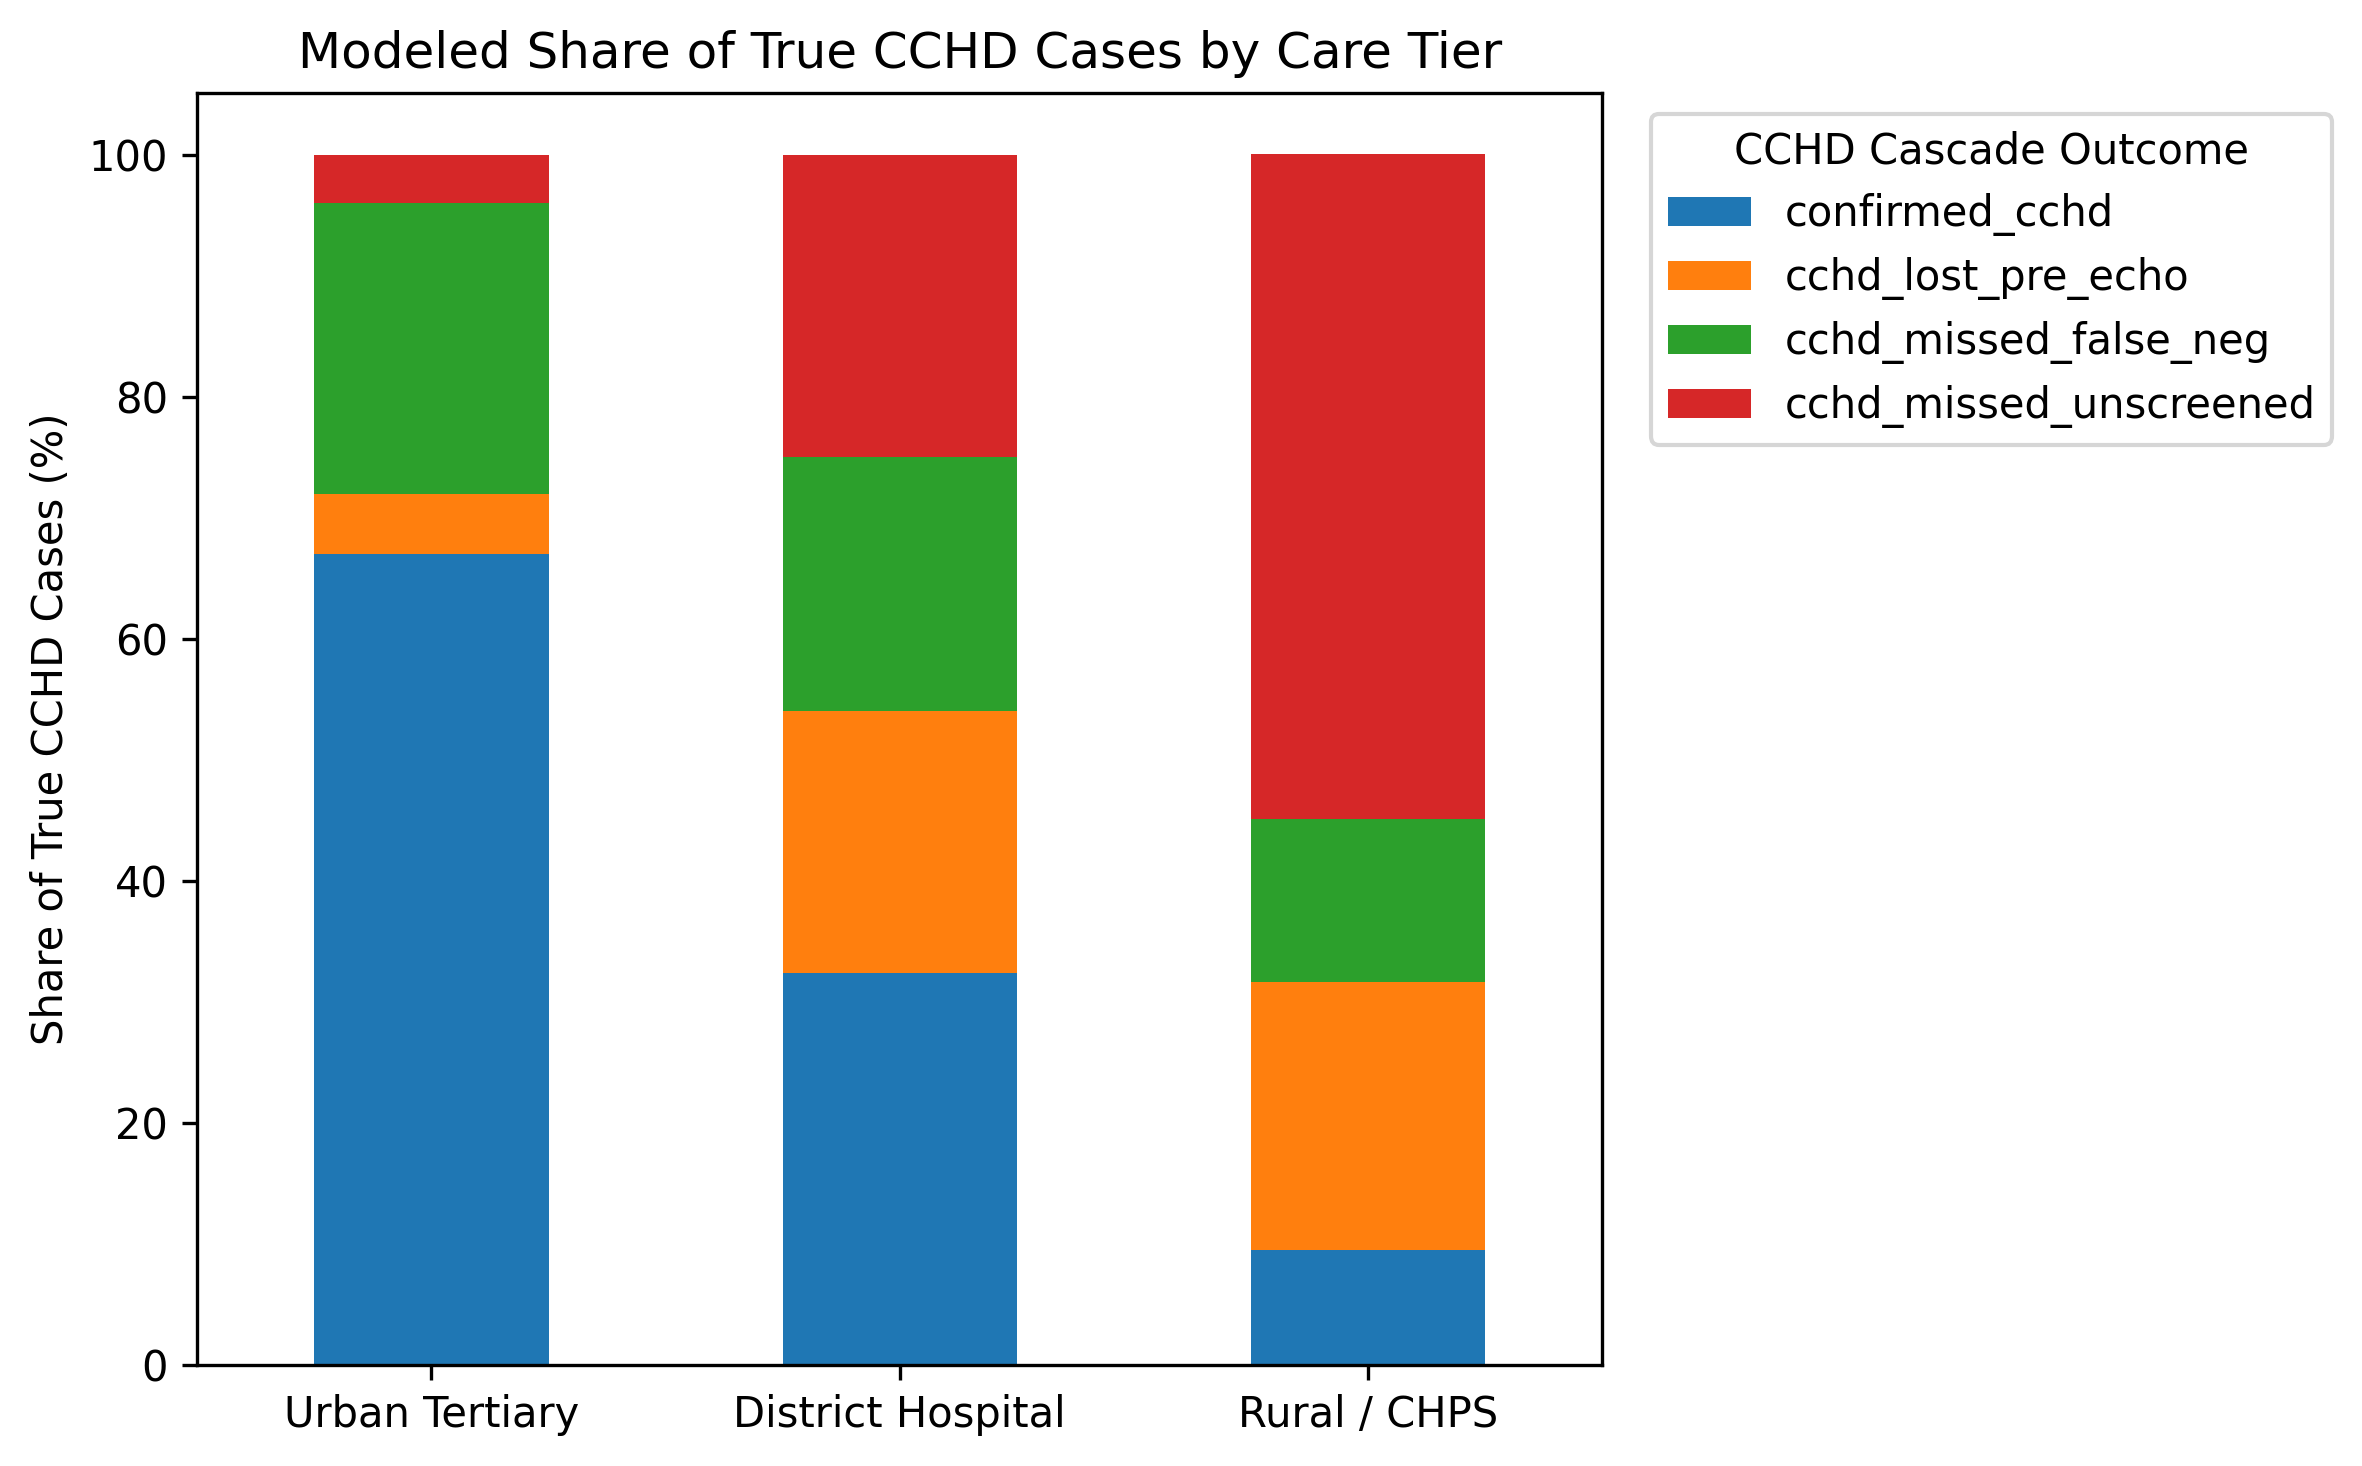 Modeled Share of True CCHD Cases by Care Tier
Share of True CCHD Cases (%)
100
80
60
40
20
0
Urban Tertiary
District Hospital
Rural / CHPS
CCHD Cascade Outcome
confirmed_cchd
cchd_lost_pre_echo
cchd_missed_false_neg
cchd_missed_unscreened